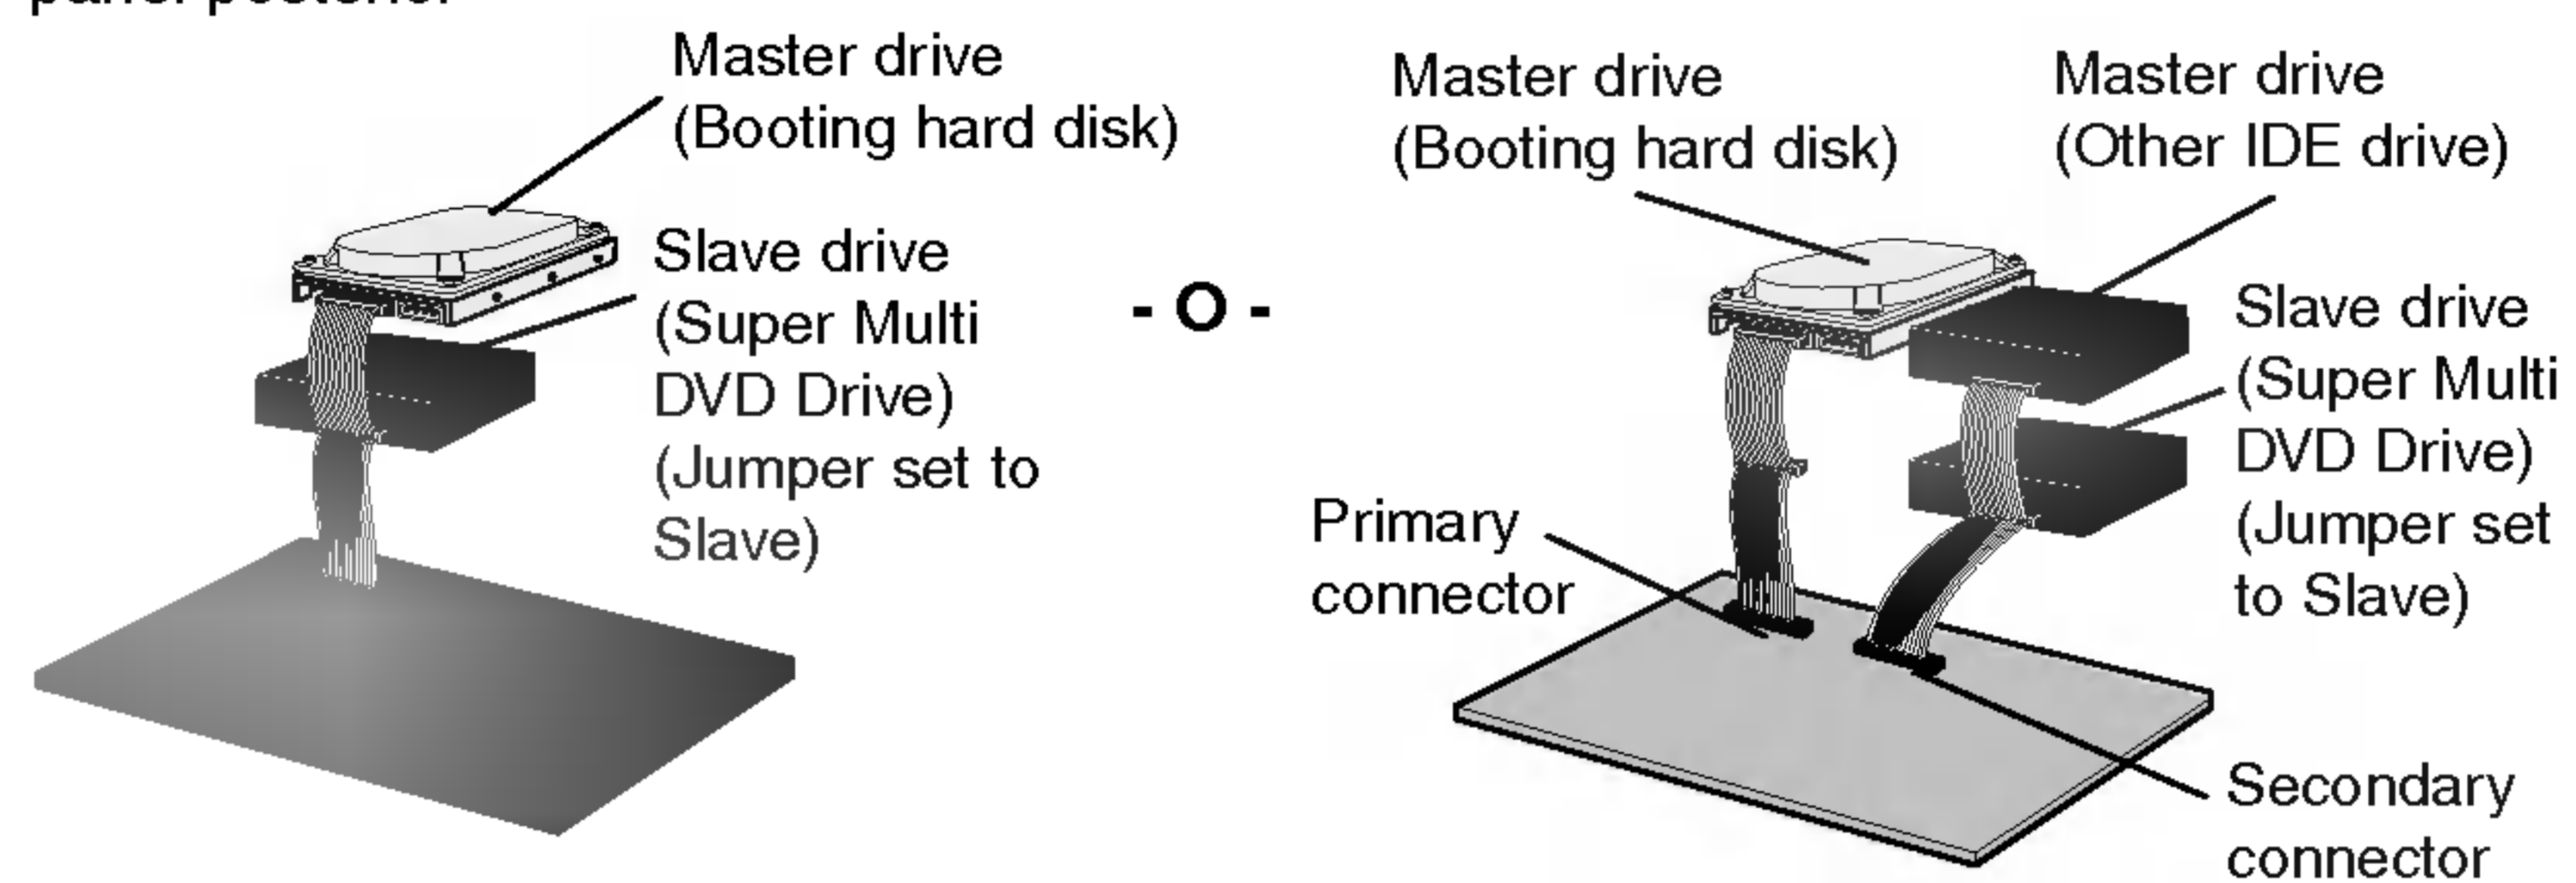 panel posterior
Master drive
(Booting hard disk)
Slave drive
(Super Multi
DVD Drive)
(Jumper set to
Slave)
- O -
Master drive
(Booting hard disk)
Master drive
(Other IDE drive)
Slave drive
(Super Multi
DVD Drive)
(Jumper set
to Slave)
Primary
connector
Secondary
connector